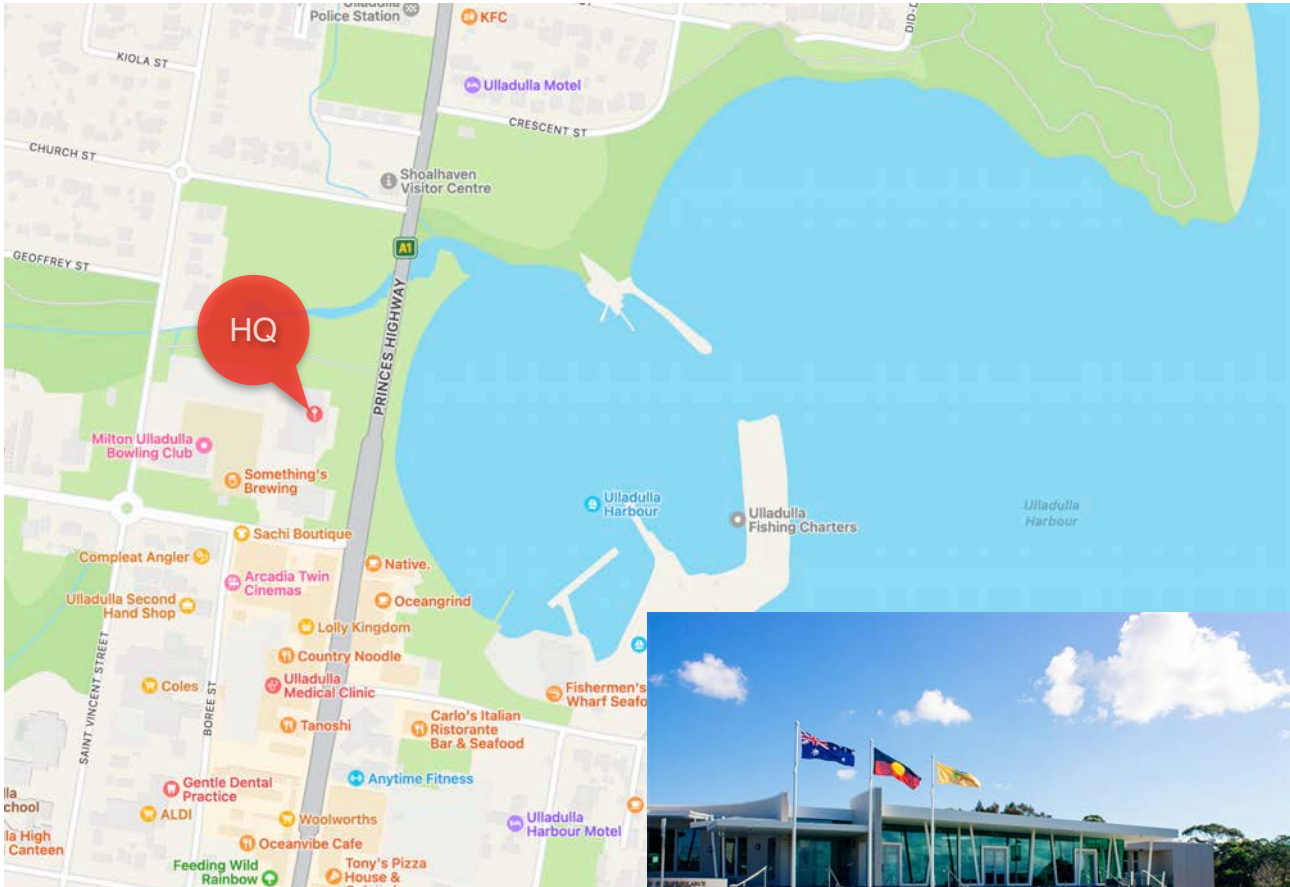 Ulladulla
Police Station
KFC
KIOLA ST
Ulladulla Motel
CRESCENT ST
CHURCH ST
Shoalhaven
Visitor Centre
A1
GEOFFREY ST
PRINCES HIGHWAY
HQ
Milton Ulladulla
Bowling Club
Something's
Brewing
Ulladulla
Harbour
Ulladulla
Fishing Charters
Ulladulla
Harbour
Sachi Boutique
Compleat Angler
Native.
Arcadia Twin
Cinemas
Oceangrind
Ulladulla Second
Hand Shop
Lolly Kingdom
Country Noodle
SAINT VINCENT STREET
BOREE ST
Coles
Ulladulla
Medical Clinic
Fishermen's
Wharf Seafo
Tanoshi
Carlo's Italian
Ristorante
Bar & Seafood
Anytime Fitness
Gentle Dental
Practice
lla
chool
ALDI
Woolworths
Ulladulla
Harbour Motel
la High
Canteen
Oceanvibe Cafe
Feeding Wild
Rainbow
Tony's Pizza
House &